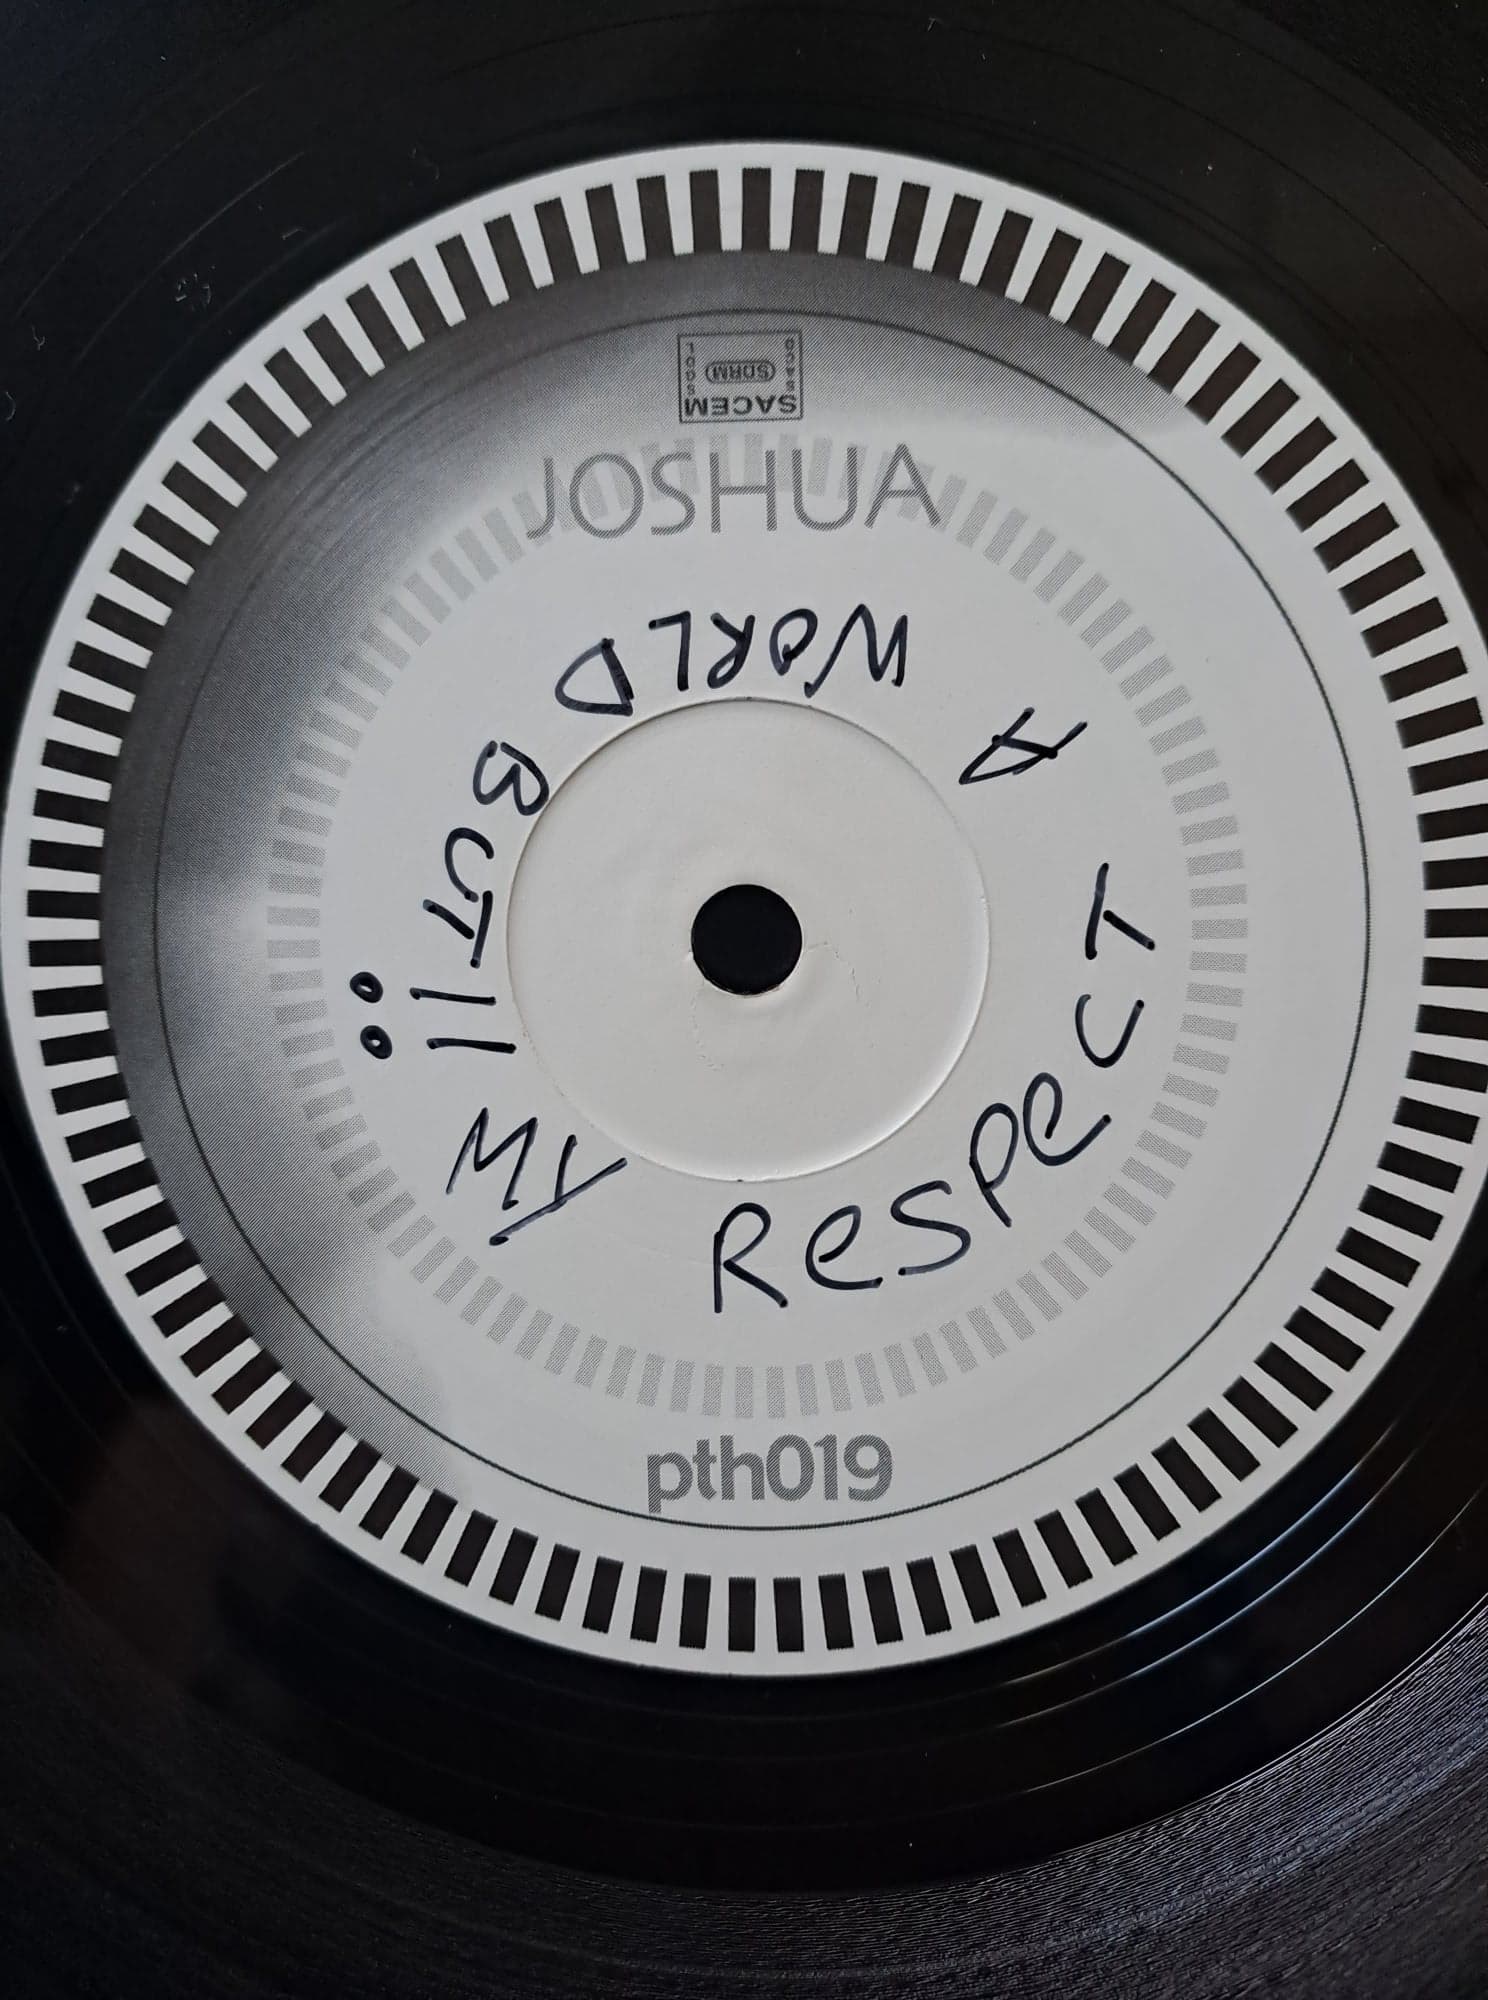 SACEM
SDRM
JOSHUA
A WORLD BUT !! MY ReSPeCT
pth019